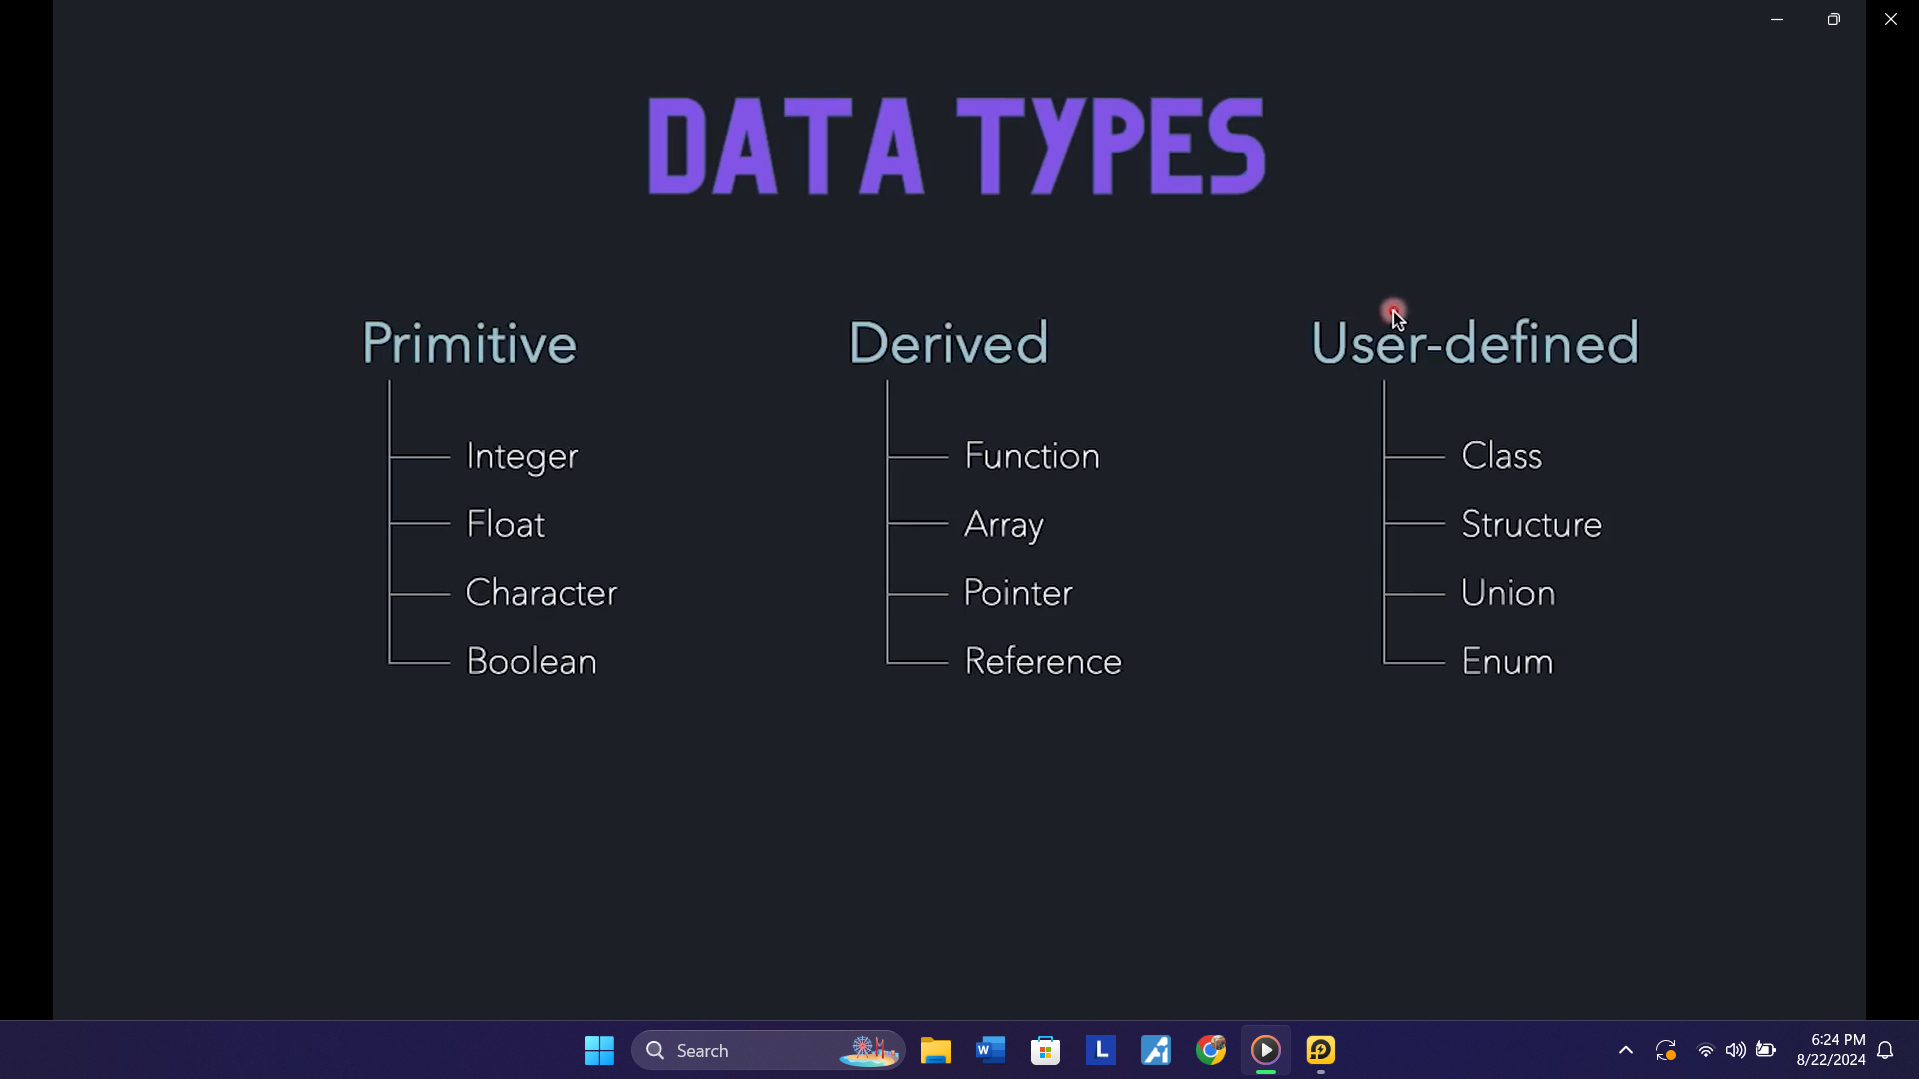 DATA TYPES
Primitive
Integer
Float
Character
Boolean
Derived
Function
Array
Pointer
Reference
User-defined
Class
Structure
Union
Enum
Search
6:24 PM
8/22/2024